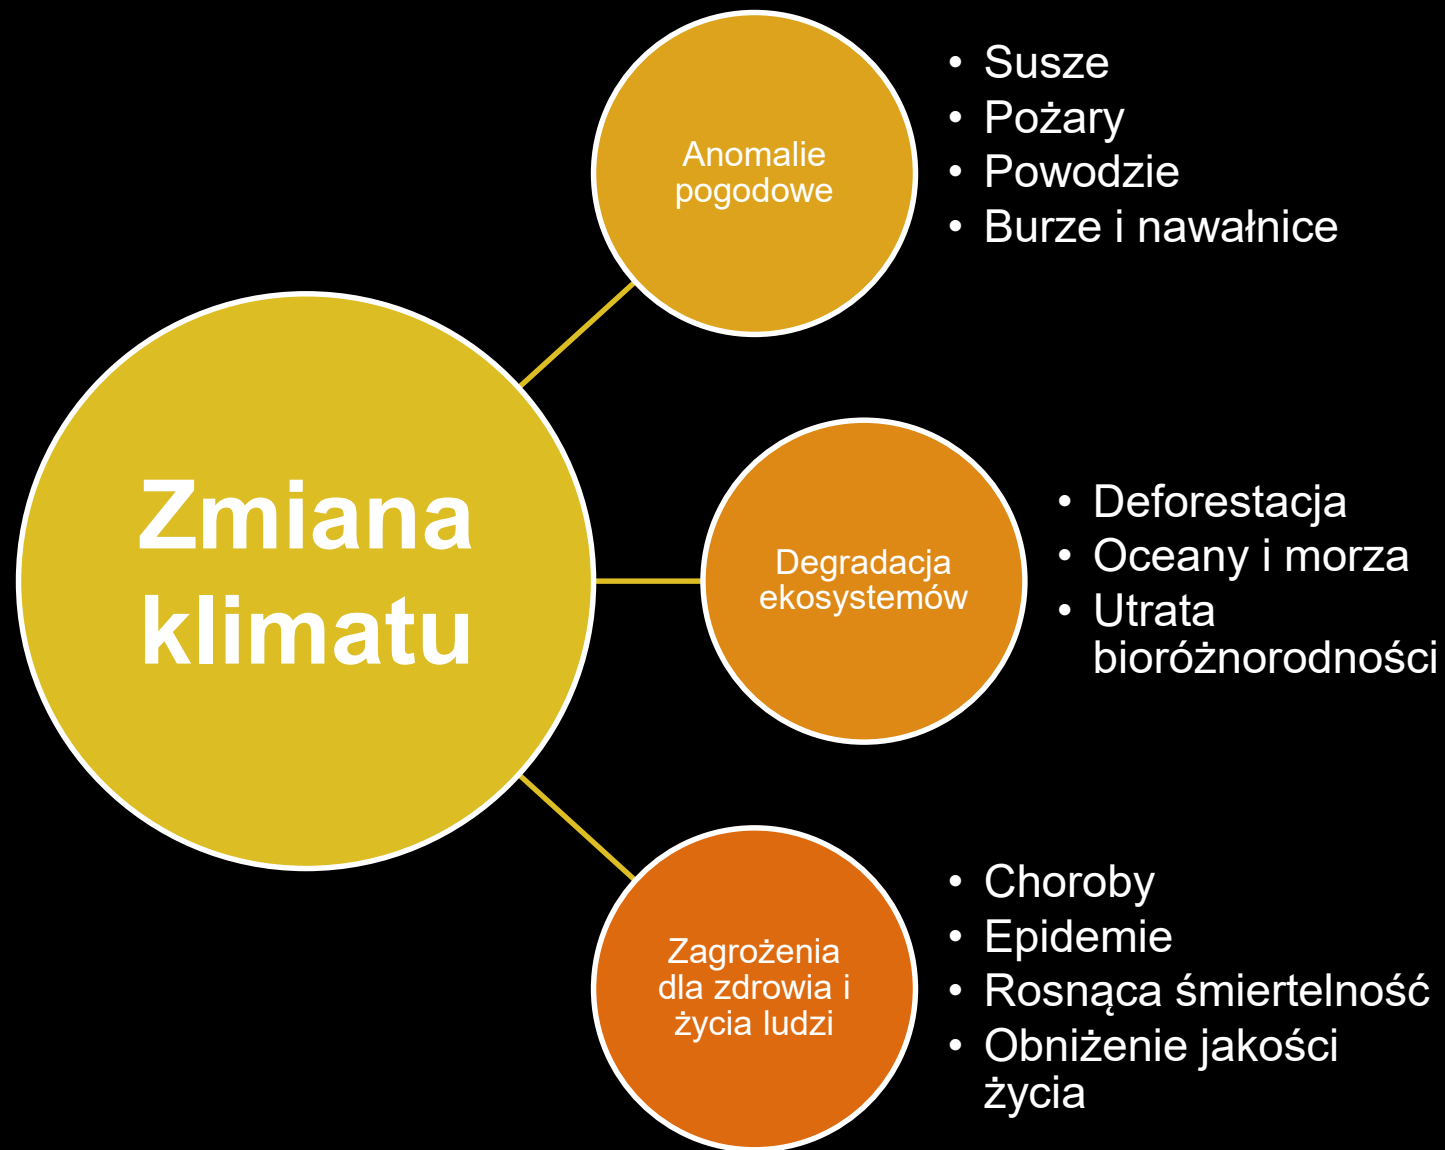 Zmiana
klimatu
Anomalie
pogodowe
• Susze
• Pożary
• Powodzie
• Burze i nawałnice
Degradacja
ekosystemów
• Deforestacja
• Oceany i morza
• Utrata
bioróżnorodności
Zagrożenia
dla zdrowia i
życia ludzi
• Choroby
• Epidemie
• Rosnąca śmiertelność
• Obniżenie jakości
życia